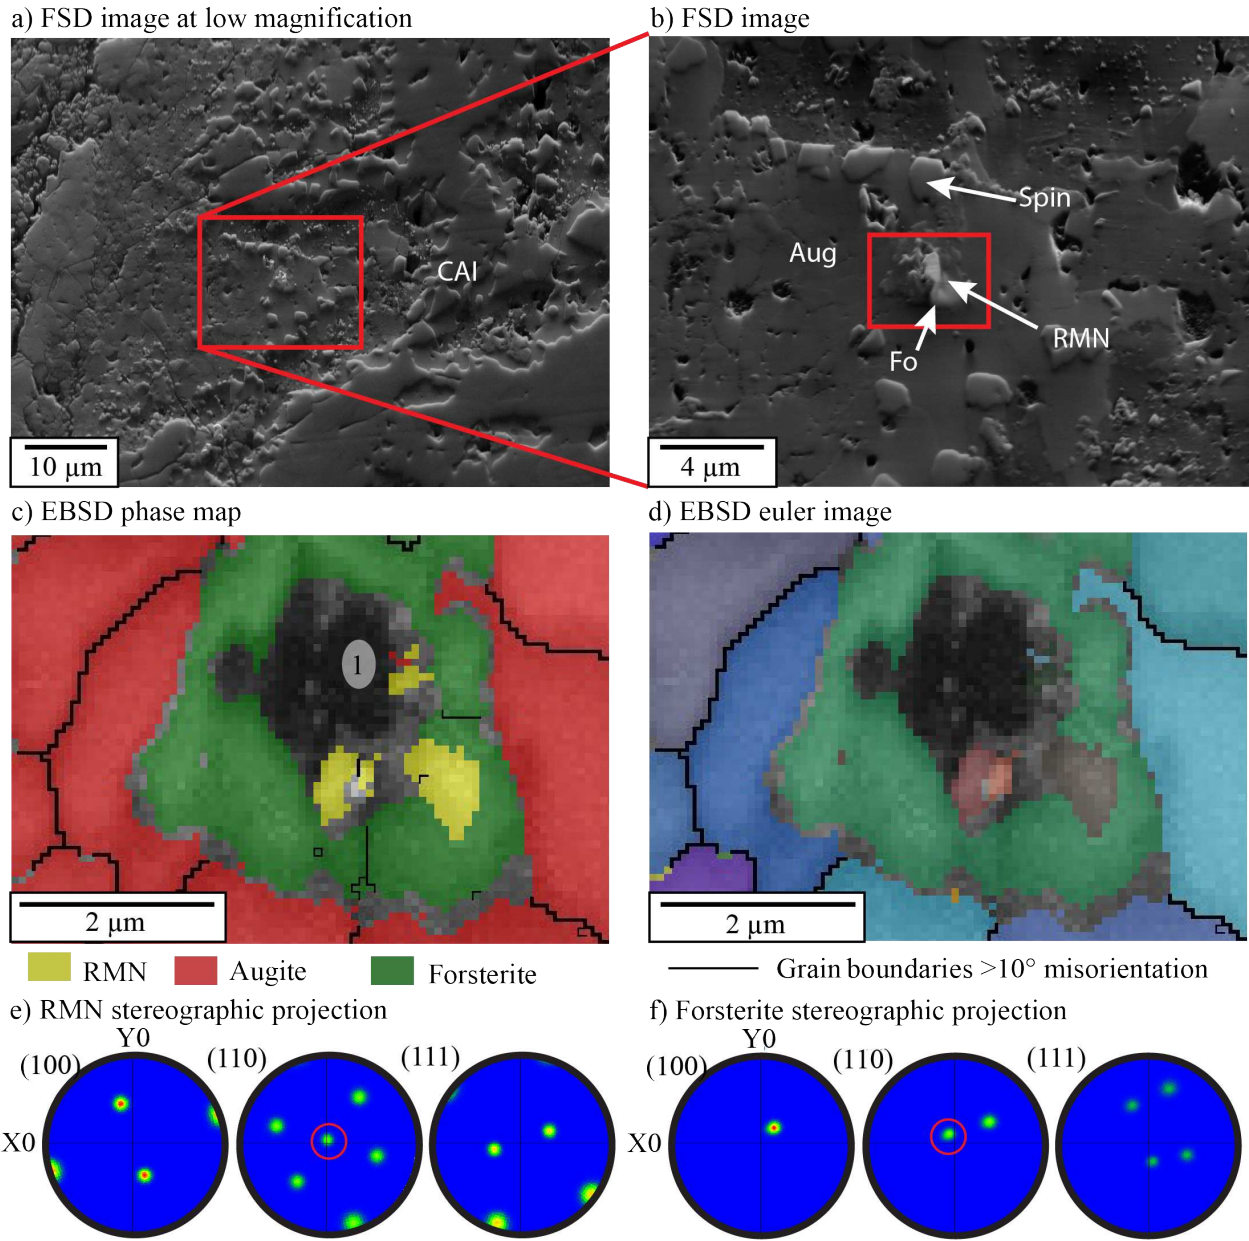 a) FSD image at low magnification
b) FSD image
CAI
10 μm
Spin
Aug
RMN
Fo
4 μm
c) EBSD phase map
d) EBSD euler image
1
2 μm
2 μm
RMN
Augite
Forsterite
Grain boundaries >10° misorientation
e) RMN stereographic projection
f) Forsterite stereographic projection
Y0
(100)
(110)
(111)
X0
Y0
(100)
(110)
(111)
X0